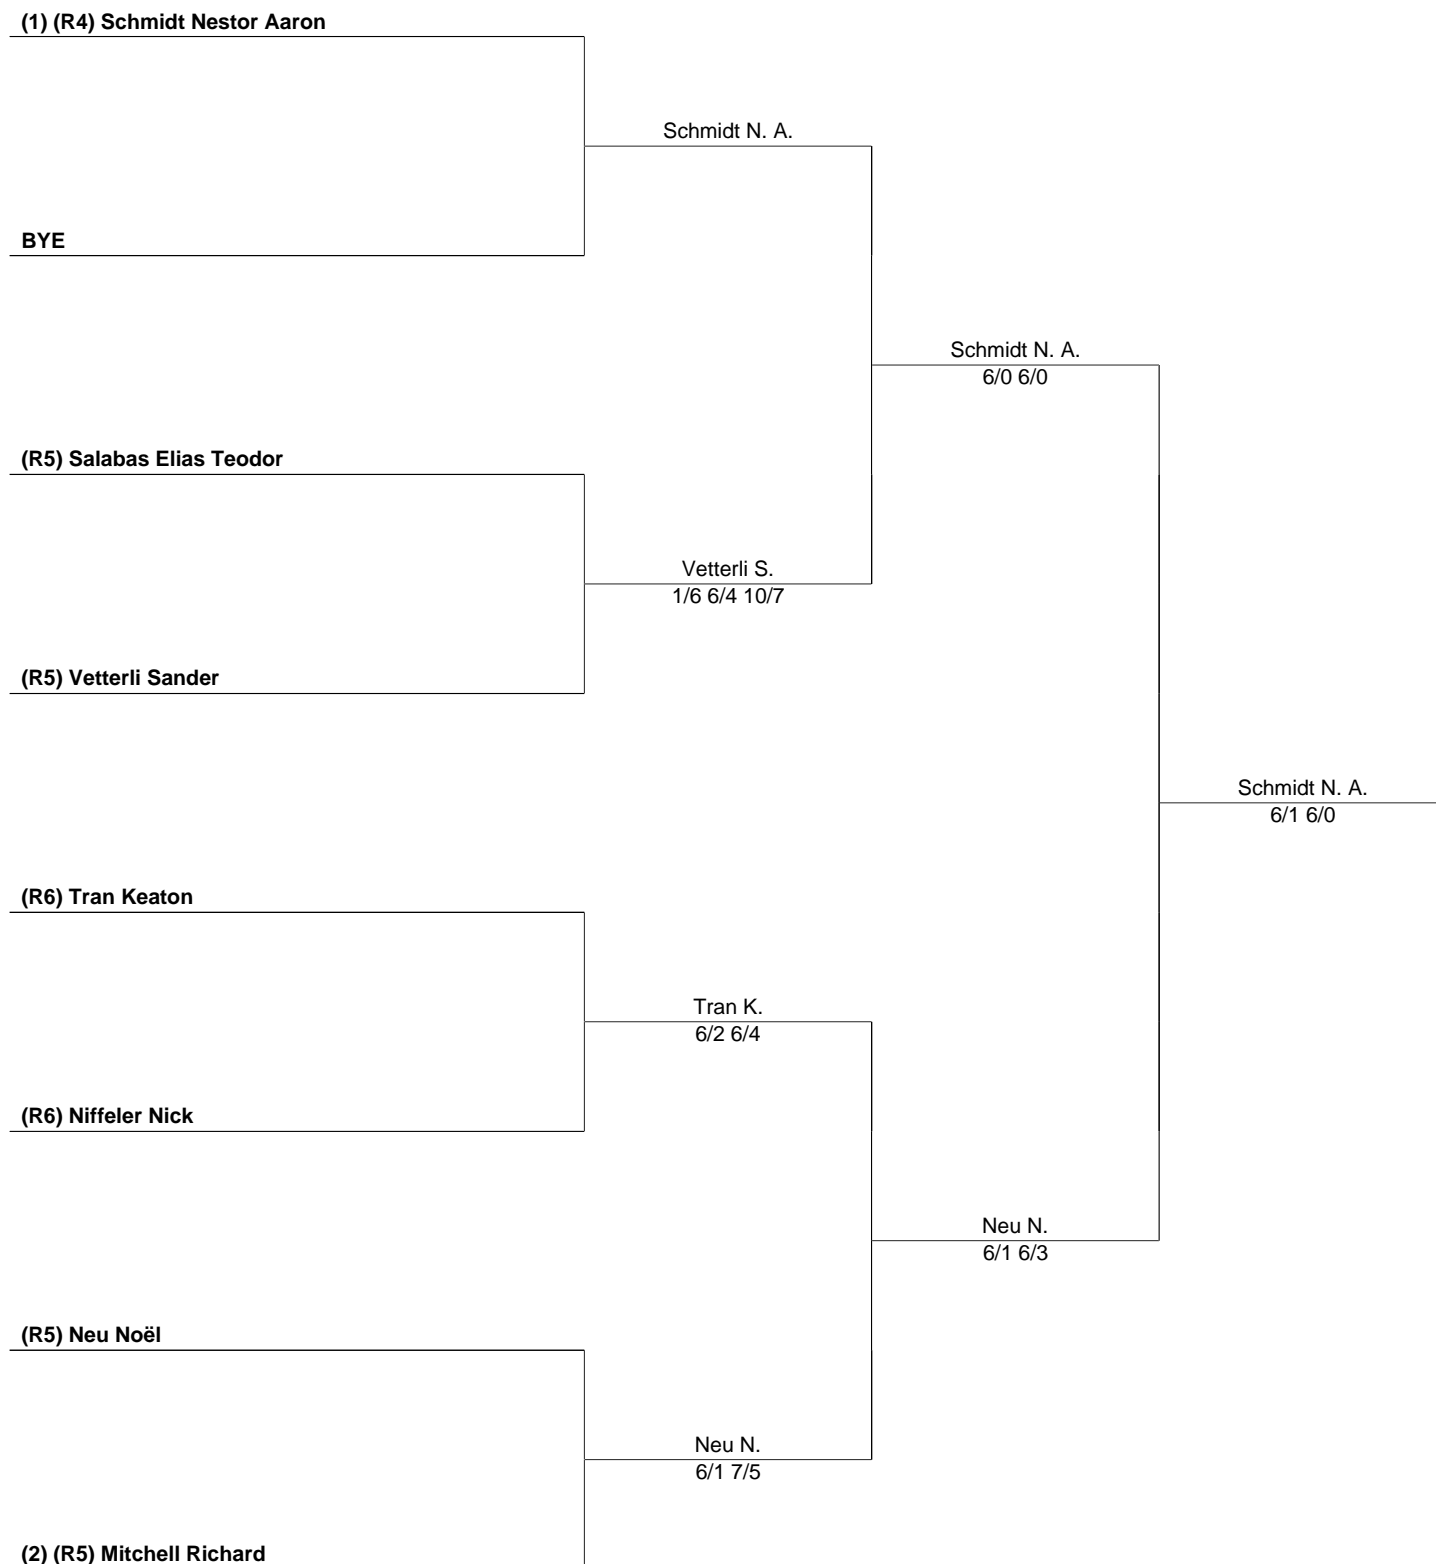 (1) (R4) Schmidt Nestor Aaron
Schmidt N. A.
BYE
Schmidt N. A.
6/0 6/0
(R5) Salabas Elias Teodor
Vetterli S.
1/6 6/4 10/7
(R5) Vetterli Sander
Schmidt N. A.
6/1 6/0
(R6) Tran Keaton
Tran K.
6/2 6/4
(R6) Niffeler Nick
Neu N.
6/1 6/3
(R5) Neu Noël
Neu N.
6/1 7/5
(2) (R5) Mitchell Richard